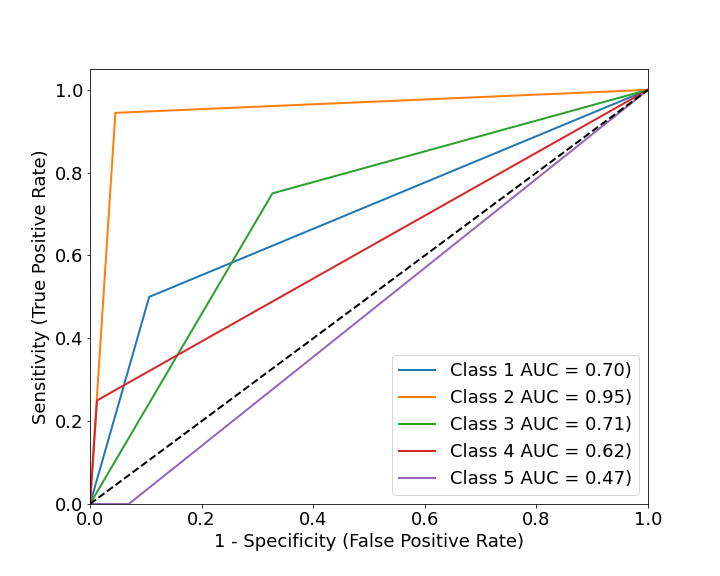 1.0
0.8
0.6
0.4
0.2
0.0
Sensitivity (True Positive Rate)
Class 1 AUC = 0.70)
Class 2 AUC = 0.95)
Class 3 AUC = 0.71)
Class 4 AUC = 0.62)
Class 5 AUC = 0.47)
0.0 0.2 0.4 0.6 0.8 1.0
1 - Specificity (False Positive Rate)